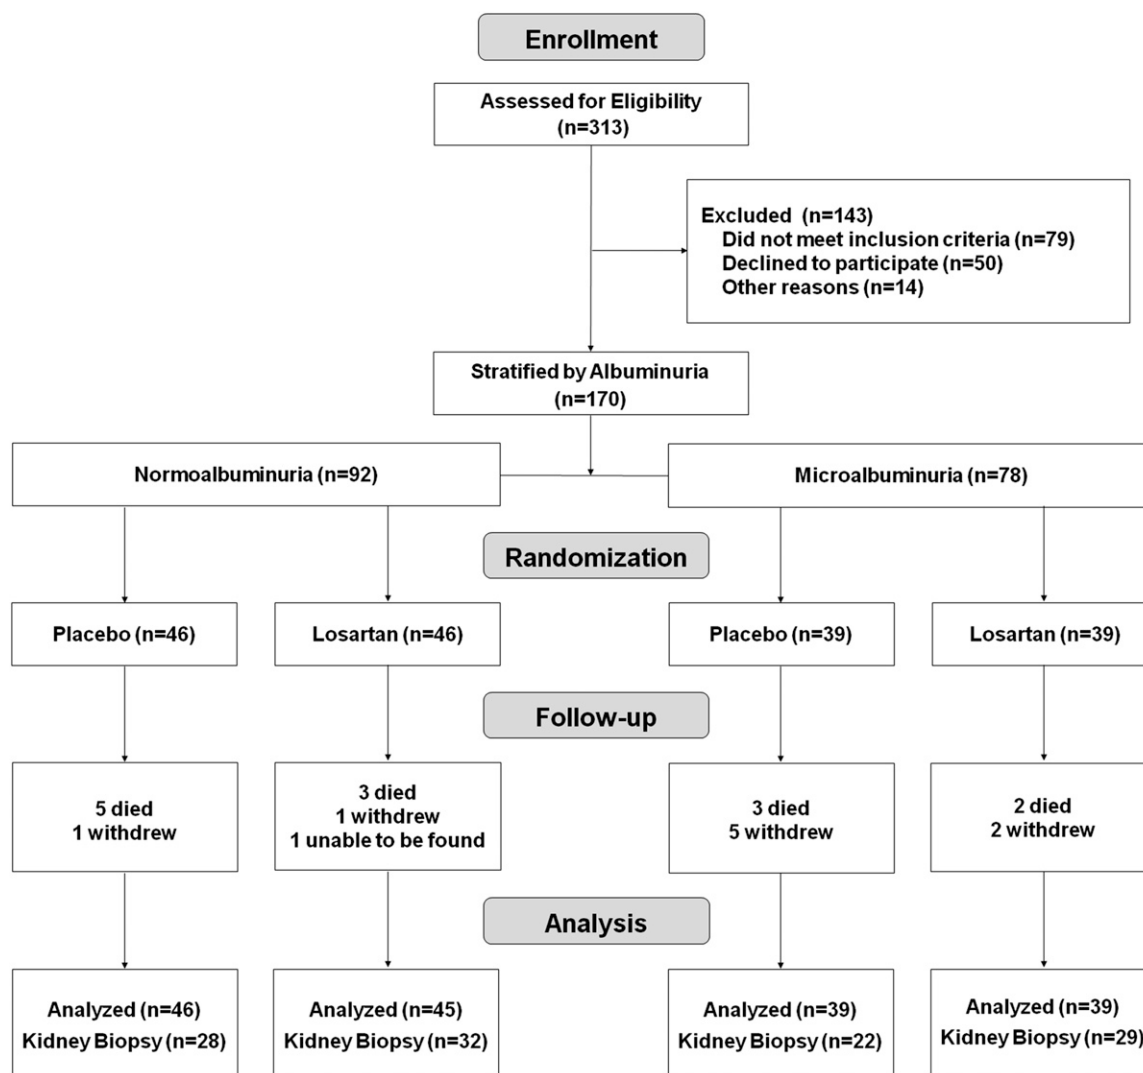 Enrollment
Assessed for Eligibility
(n=313)
Excluded (n=143)
Did not meet inclusion criteria (n=79)
Declined to participate (n=50)
Other reasons (n=14)
Stratified by Albuminuria
(n=170)
Normoalbuminuria (n=92)
Microalbuminuria (n=78)
Randomization
Placebo (n=46)
Losartan (n=46)
Placebo (n=39)
Losartan (n=39)
Follow-up
5 died
1 withdrew
3 died
1 withdrew
1 unable to be found
3 died
5 withdrew
2 died
2 withdrew
Analysis
Analyzed (n=46)
Kidney Biopsy (n=28)
Analyzed (n=45)
Kidney Biopsy (n=32)
Analyzed (n=39)
Kidney Biopsy (n=22)
Analyzed (n=39)
Kidney Biopsy (n=29)